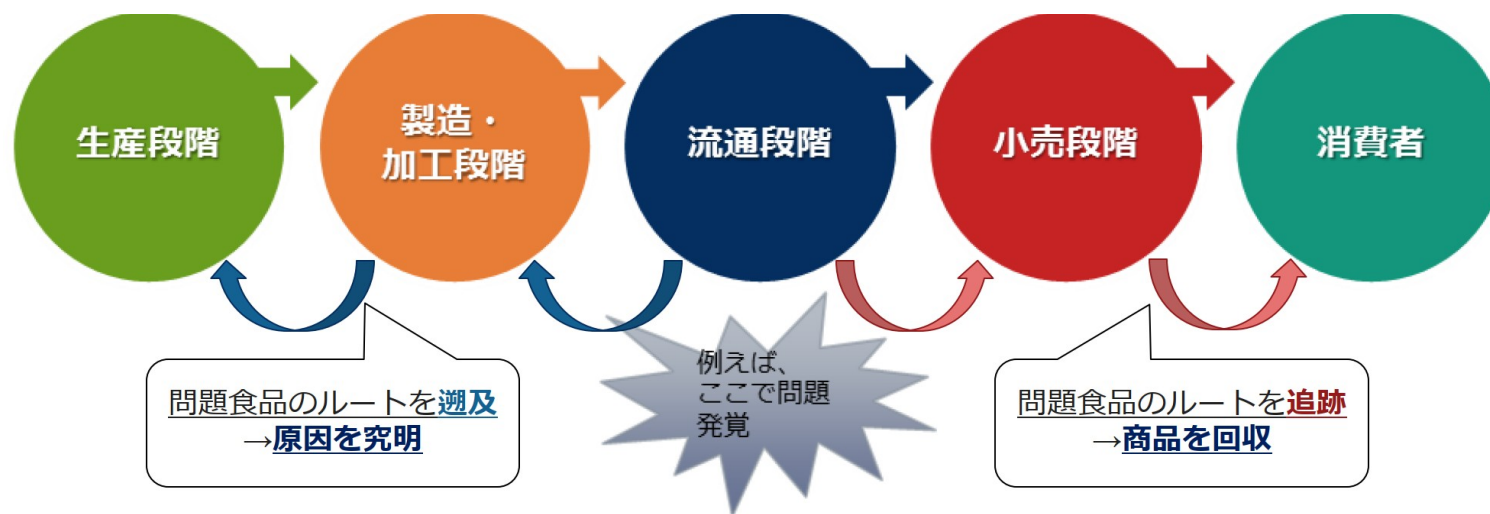 生産段階
製造・
加工段階
流通段階
小売段階
消費者
例えば、
ここで問題
発覚
問題食品のルートを遡及
→原因を究明
問題食品のルートを追跡
→商品を回収